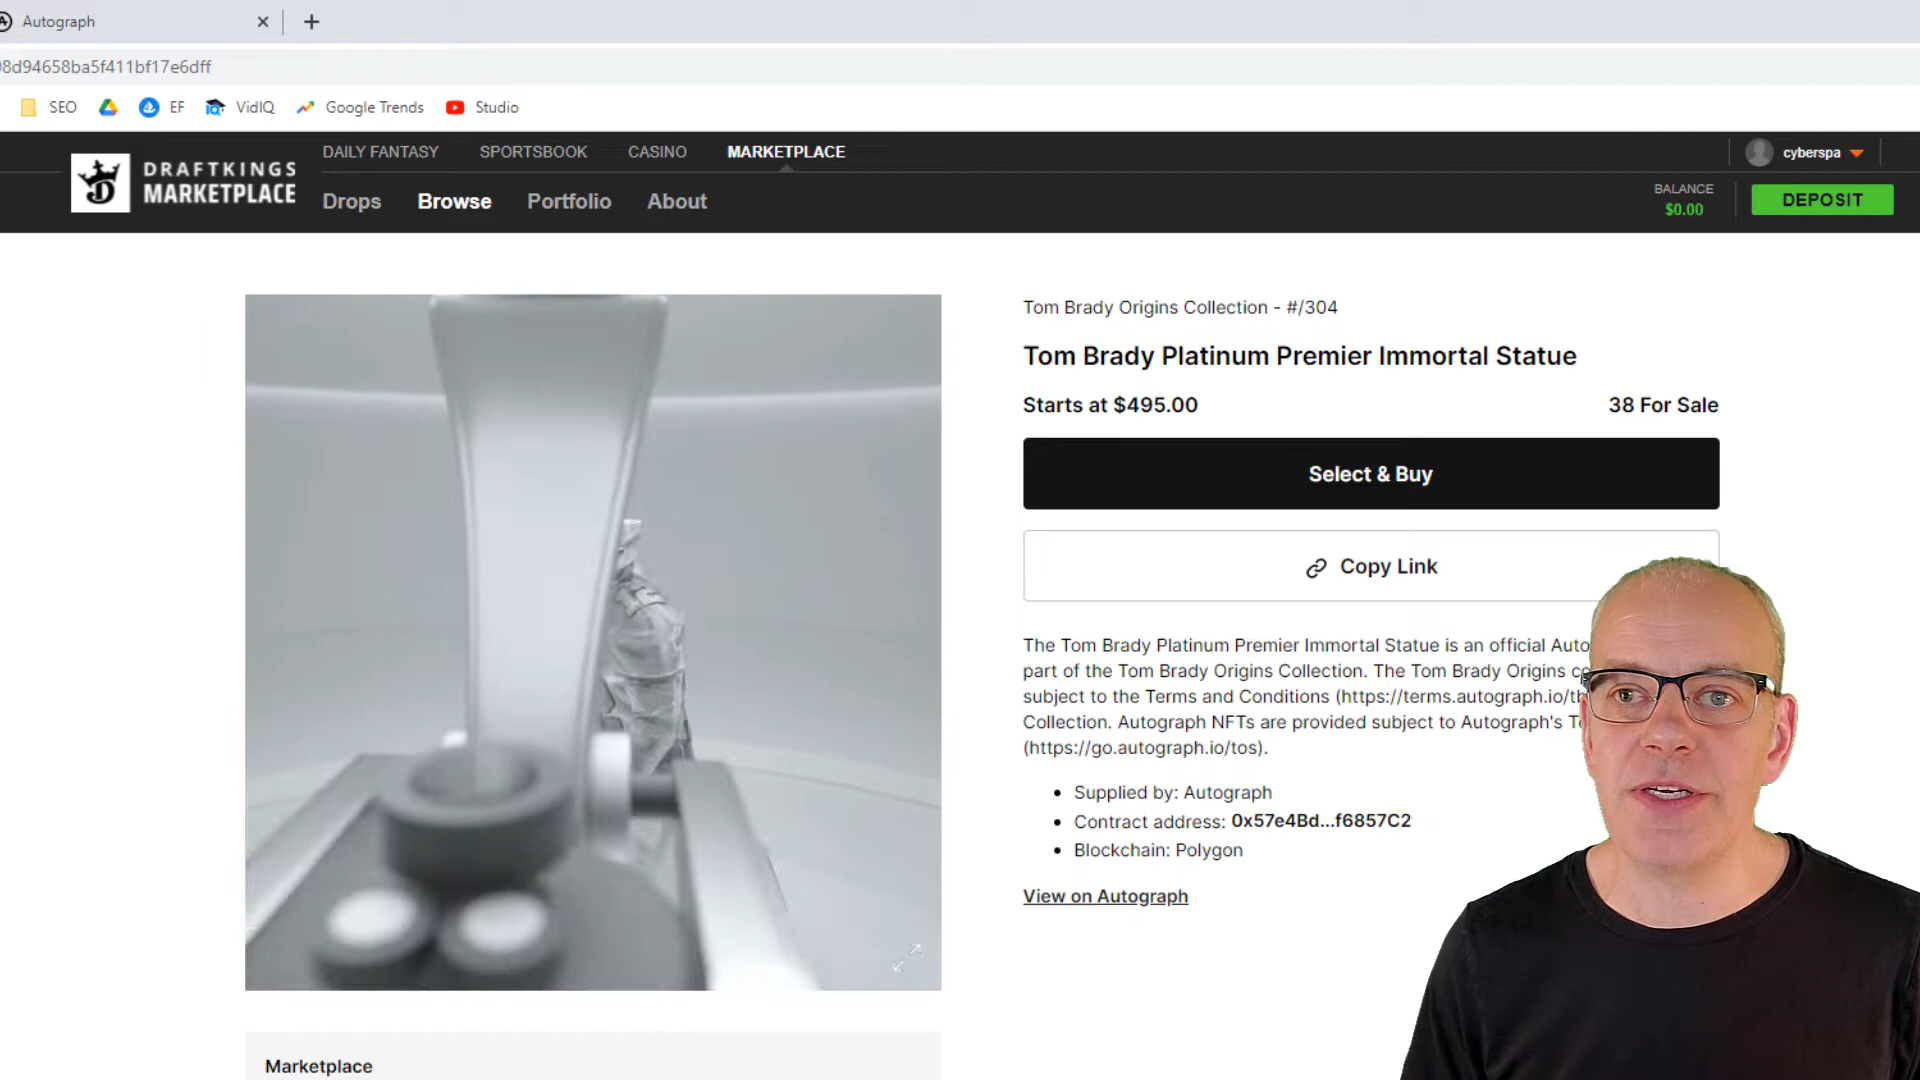 Autograph
8d94658ba5f411bf17e6dff
SEO
EF
VidIQ
Google Trends
Studio
DRAFTKINGS
MARKETPLACE
DAILY FANTASY
SPORTSBOOK
CASINO
MARKETPLACE
cyberspa
Drops
Browse
Portfolio
About
BALANCE
$0.00
DEPOSIT
Tom Brady Origins Collection - #/304
Tom Brady Platinum Premier Immortal Statue
Starts at $495.00
38 For Sale
Select & Buy
Copy Link
The Tom Brady Platinum Premier Immortal Statue is an official Auto
part of the Tom Brady Origins Collection. The Tom Brady Origins c
subject to the Terms and Conditions (https://terms.autograph.io/t
Collection. Autograph NFTs are provided subject to Autograph's T
(https://go.autograph.io/tos).
• Supplied by: Autograph
• Contract address: 0x57e4Bd...f6857C2
• Blockchain: Polygon
View on Autograph
Marketplace